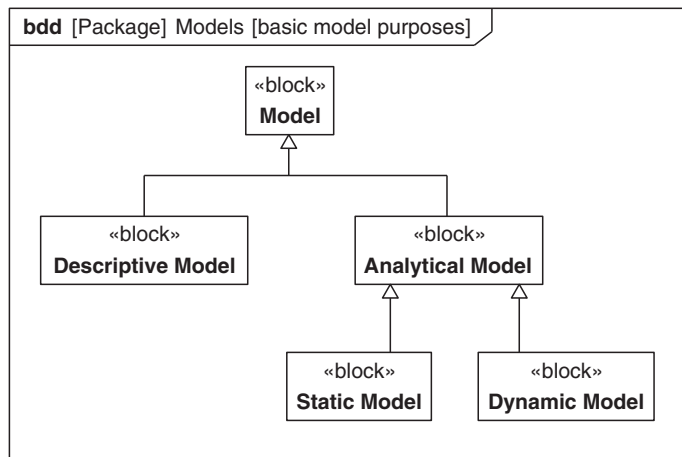 bdd [Package] Models [basic model purposes]
«block»
Model
«block»
Descriptive Model
«block»
Analytical Model
«block»
Static Model
«block»
Dynamic Model